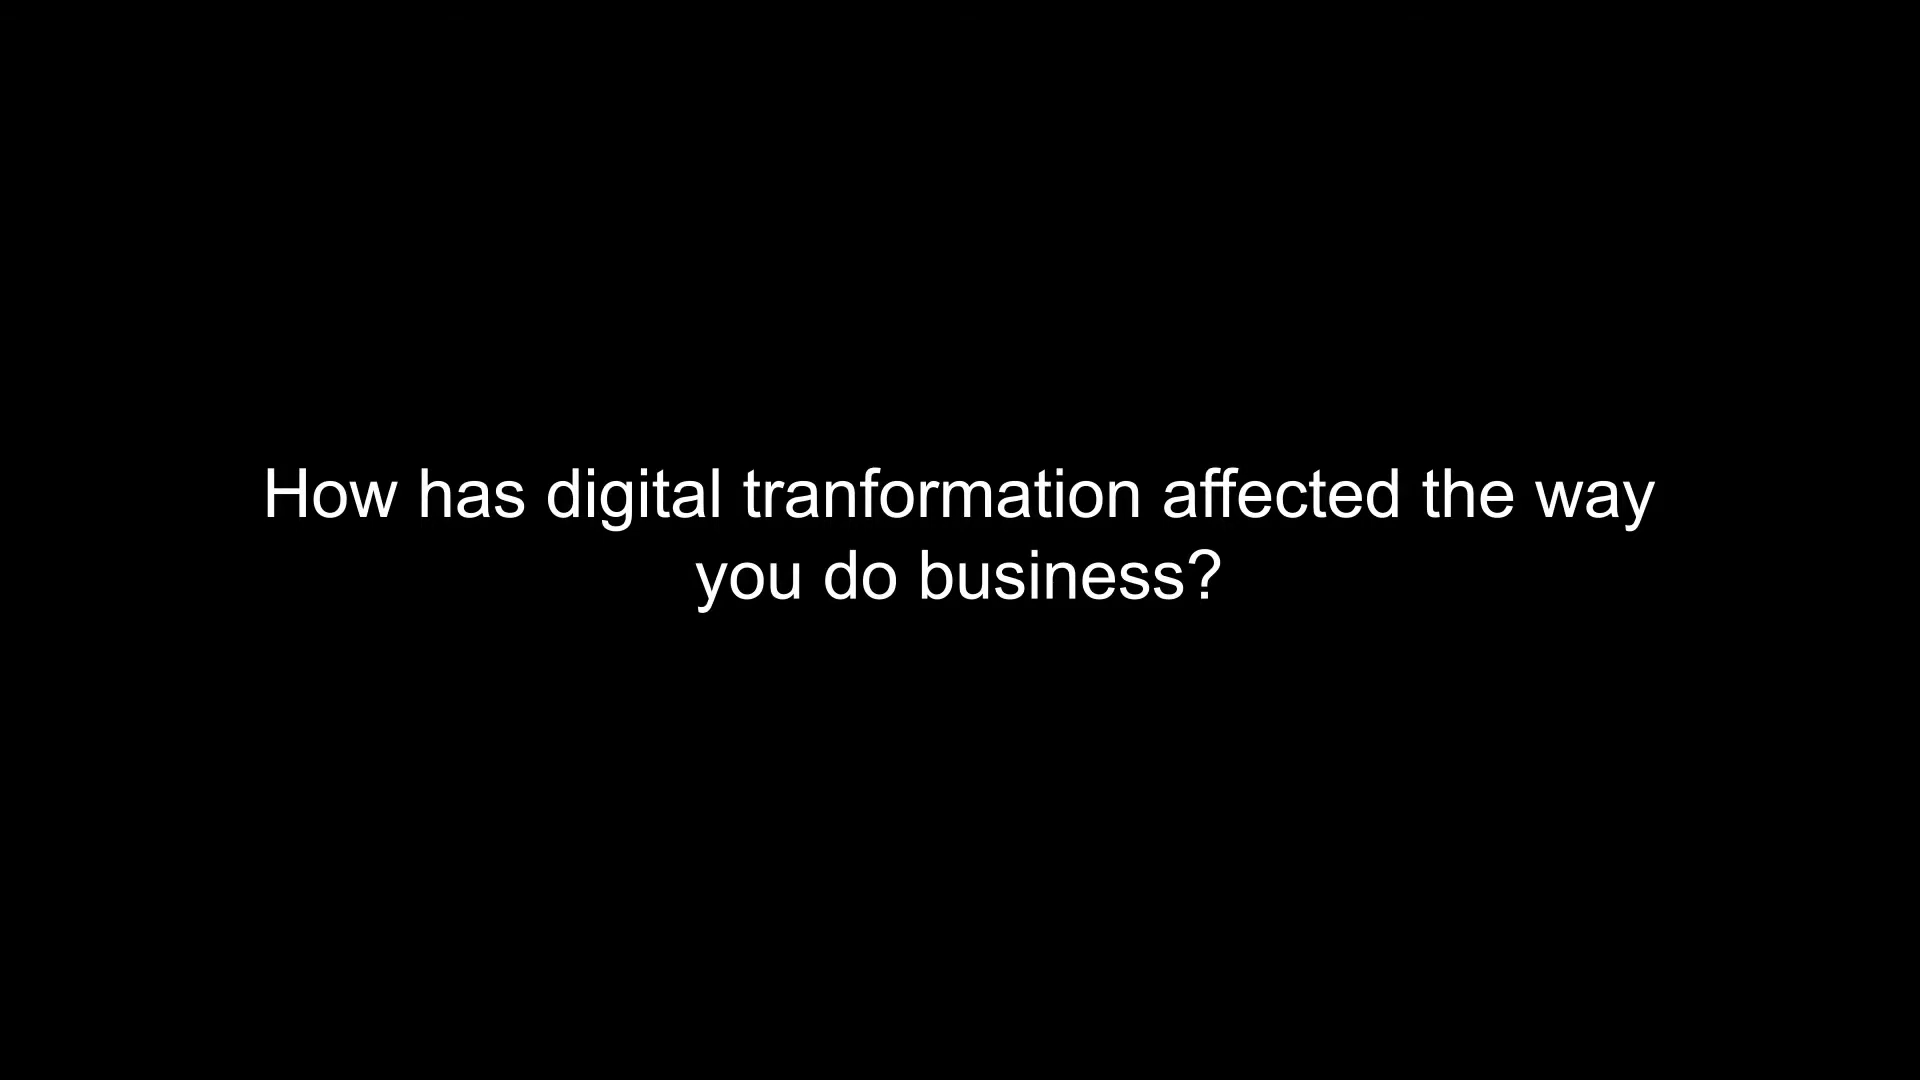 How has digital tranformation affected the way
you do business?